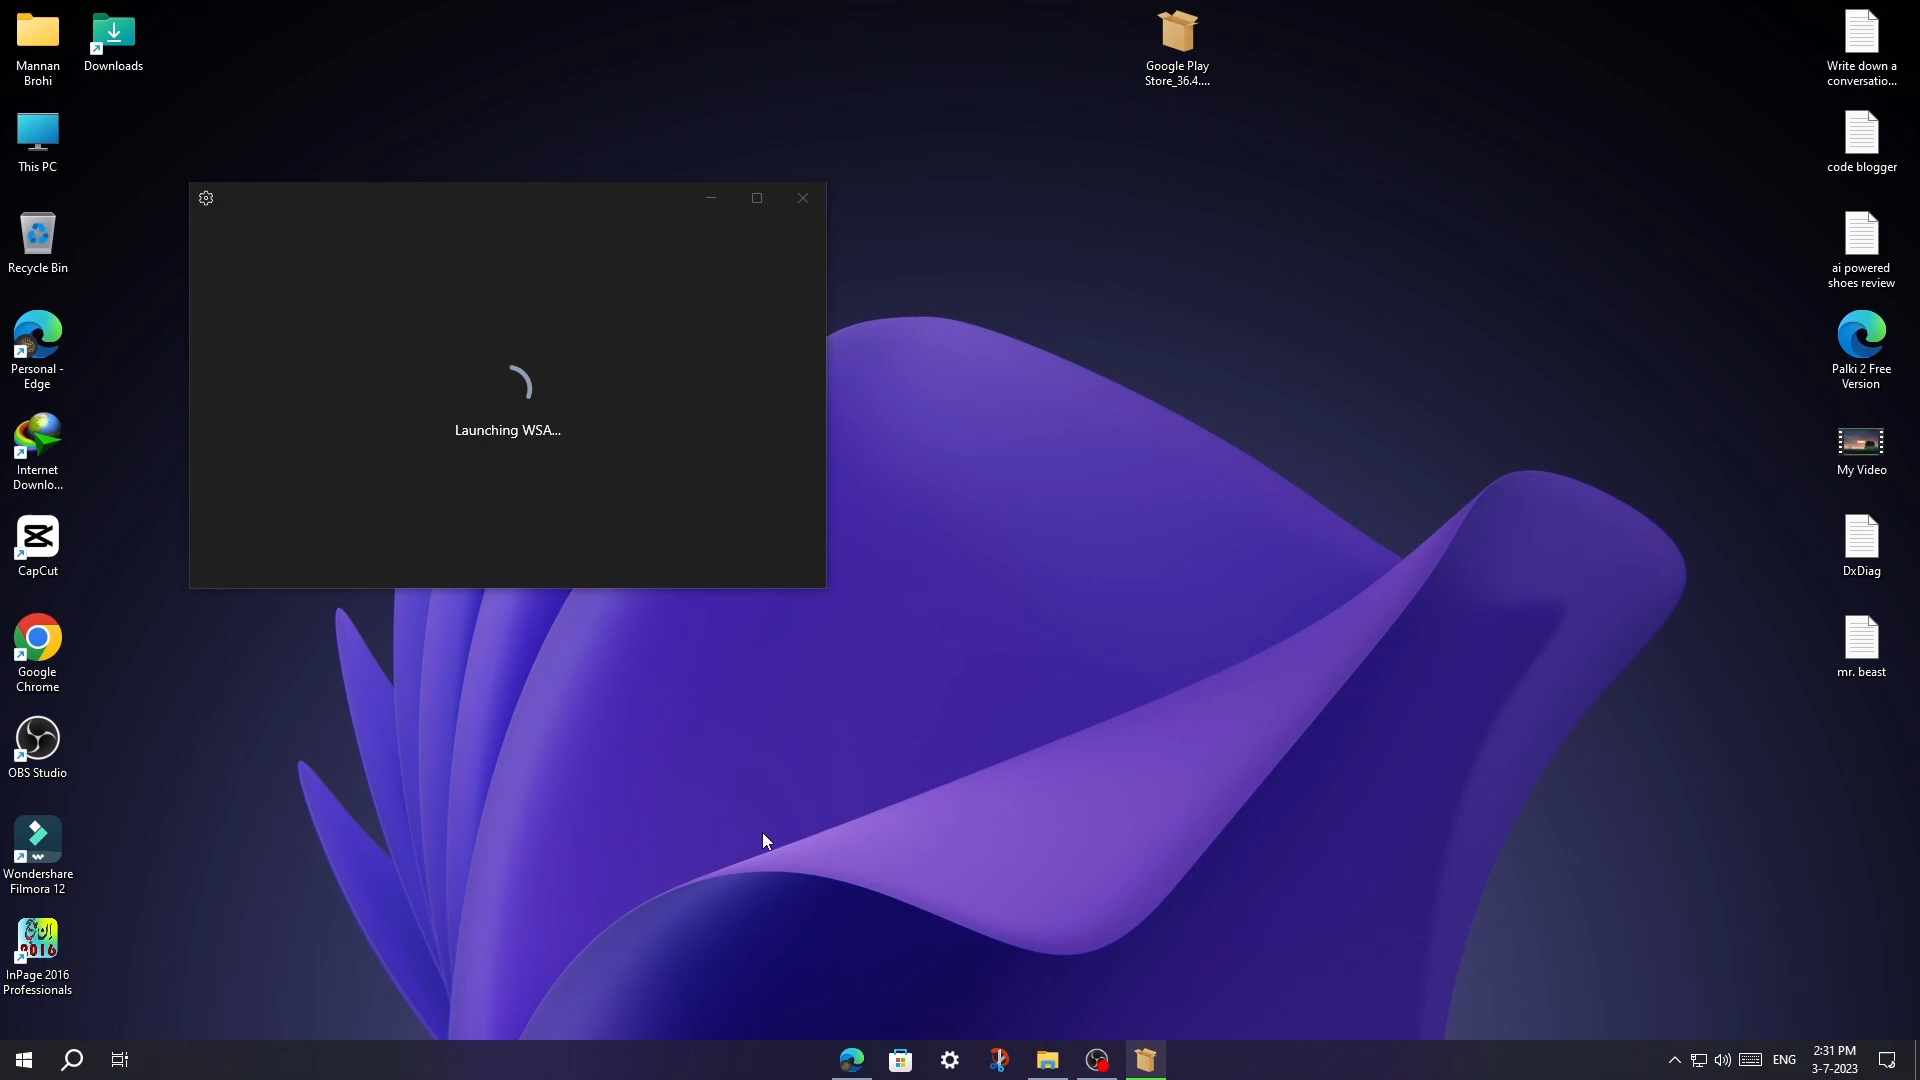 Mannan
Brohi
Downloads
This PC
Recycle Bin
Personal -
Edge
Internet
Downlo...
CapCut
Google
Chrome
OBS Studio
Wondershare
Filmora 12
InPage 2016
Professionals
Launching WSA...
Google Play
Store_36.4....
Write down a
conversatio...
code blogger
ai powered
shoes review
Palki 2 Free
Version
My Video
DxDiag
mr. beast
ENG
2:31 PM
3-7-2023